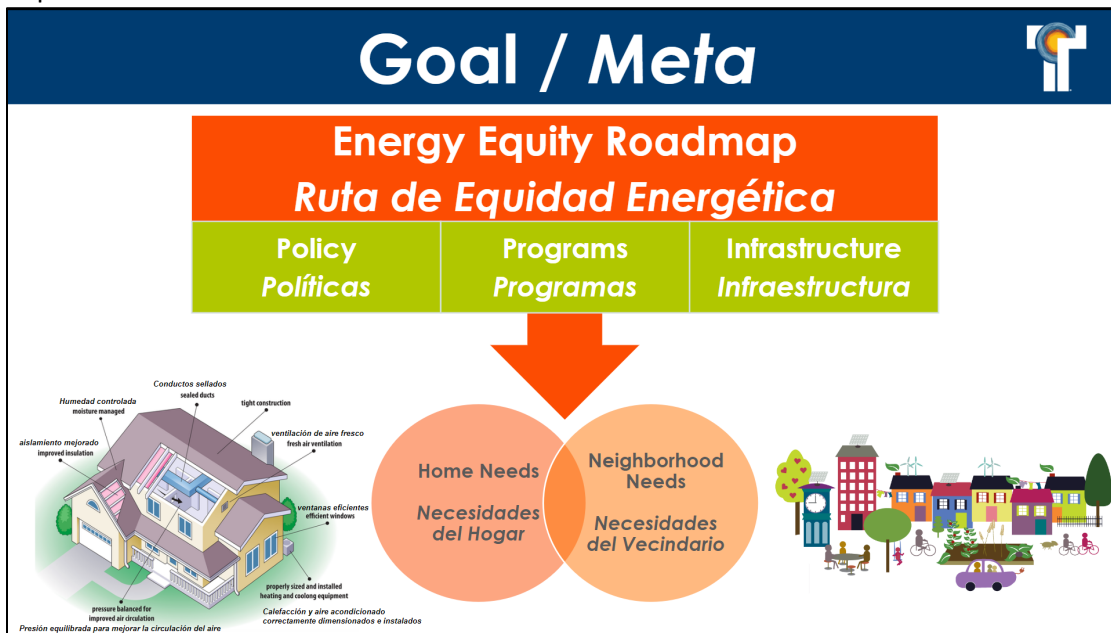 Goal / Meta
Energy Equity Roadmap
Ruta de Equidad Energética
Policy
Políticas
Programs
Programas
Infrastructure
Infraestructura
Conductos sellados
sealed ducts
Humedad controlada
moisture managed
tight construction
aislamiento mejorado
improved insulation
ventilación de aire fresco
fresh air ventilation
ventanas eficientes
efficient windows
properly sized and installed
heating and coolong equipment
pressure balanced for
improved air circulation
Calefacción y aire acondicionado
correctamente dimensionados e instalados
Presión equilibrada para mejorar la circulación del aire
Home Needs
Necesidades
del Hogar
Neighborhood
Needs
Necesidades
del Vecindario